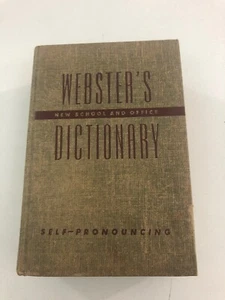 WEBSTER'S
NEW SCHOOL AND OFFICE
DICTIONARY
SELF-PRONOUNCING